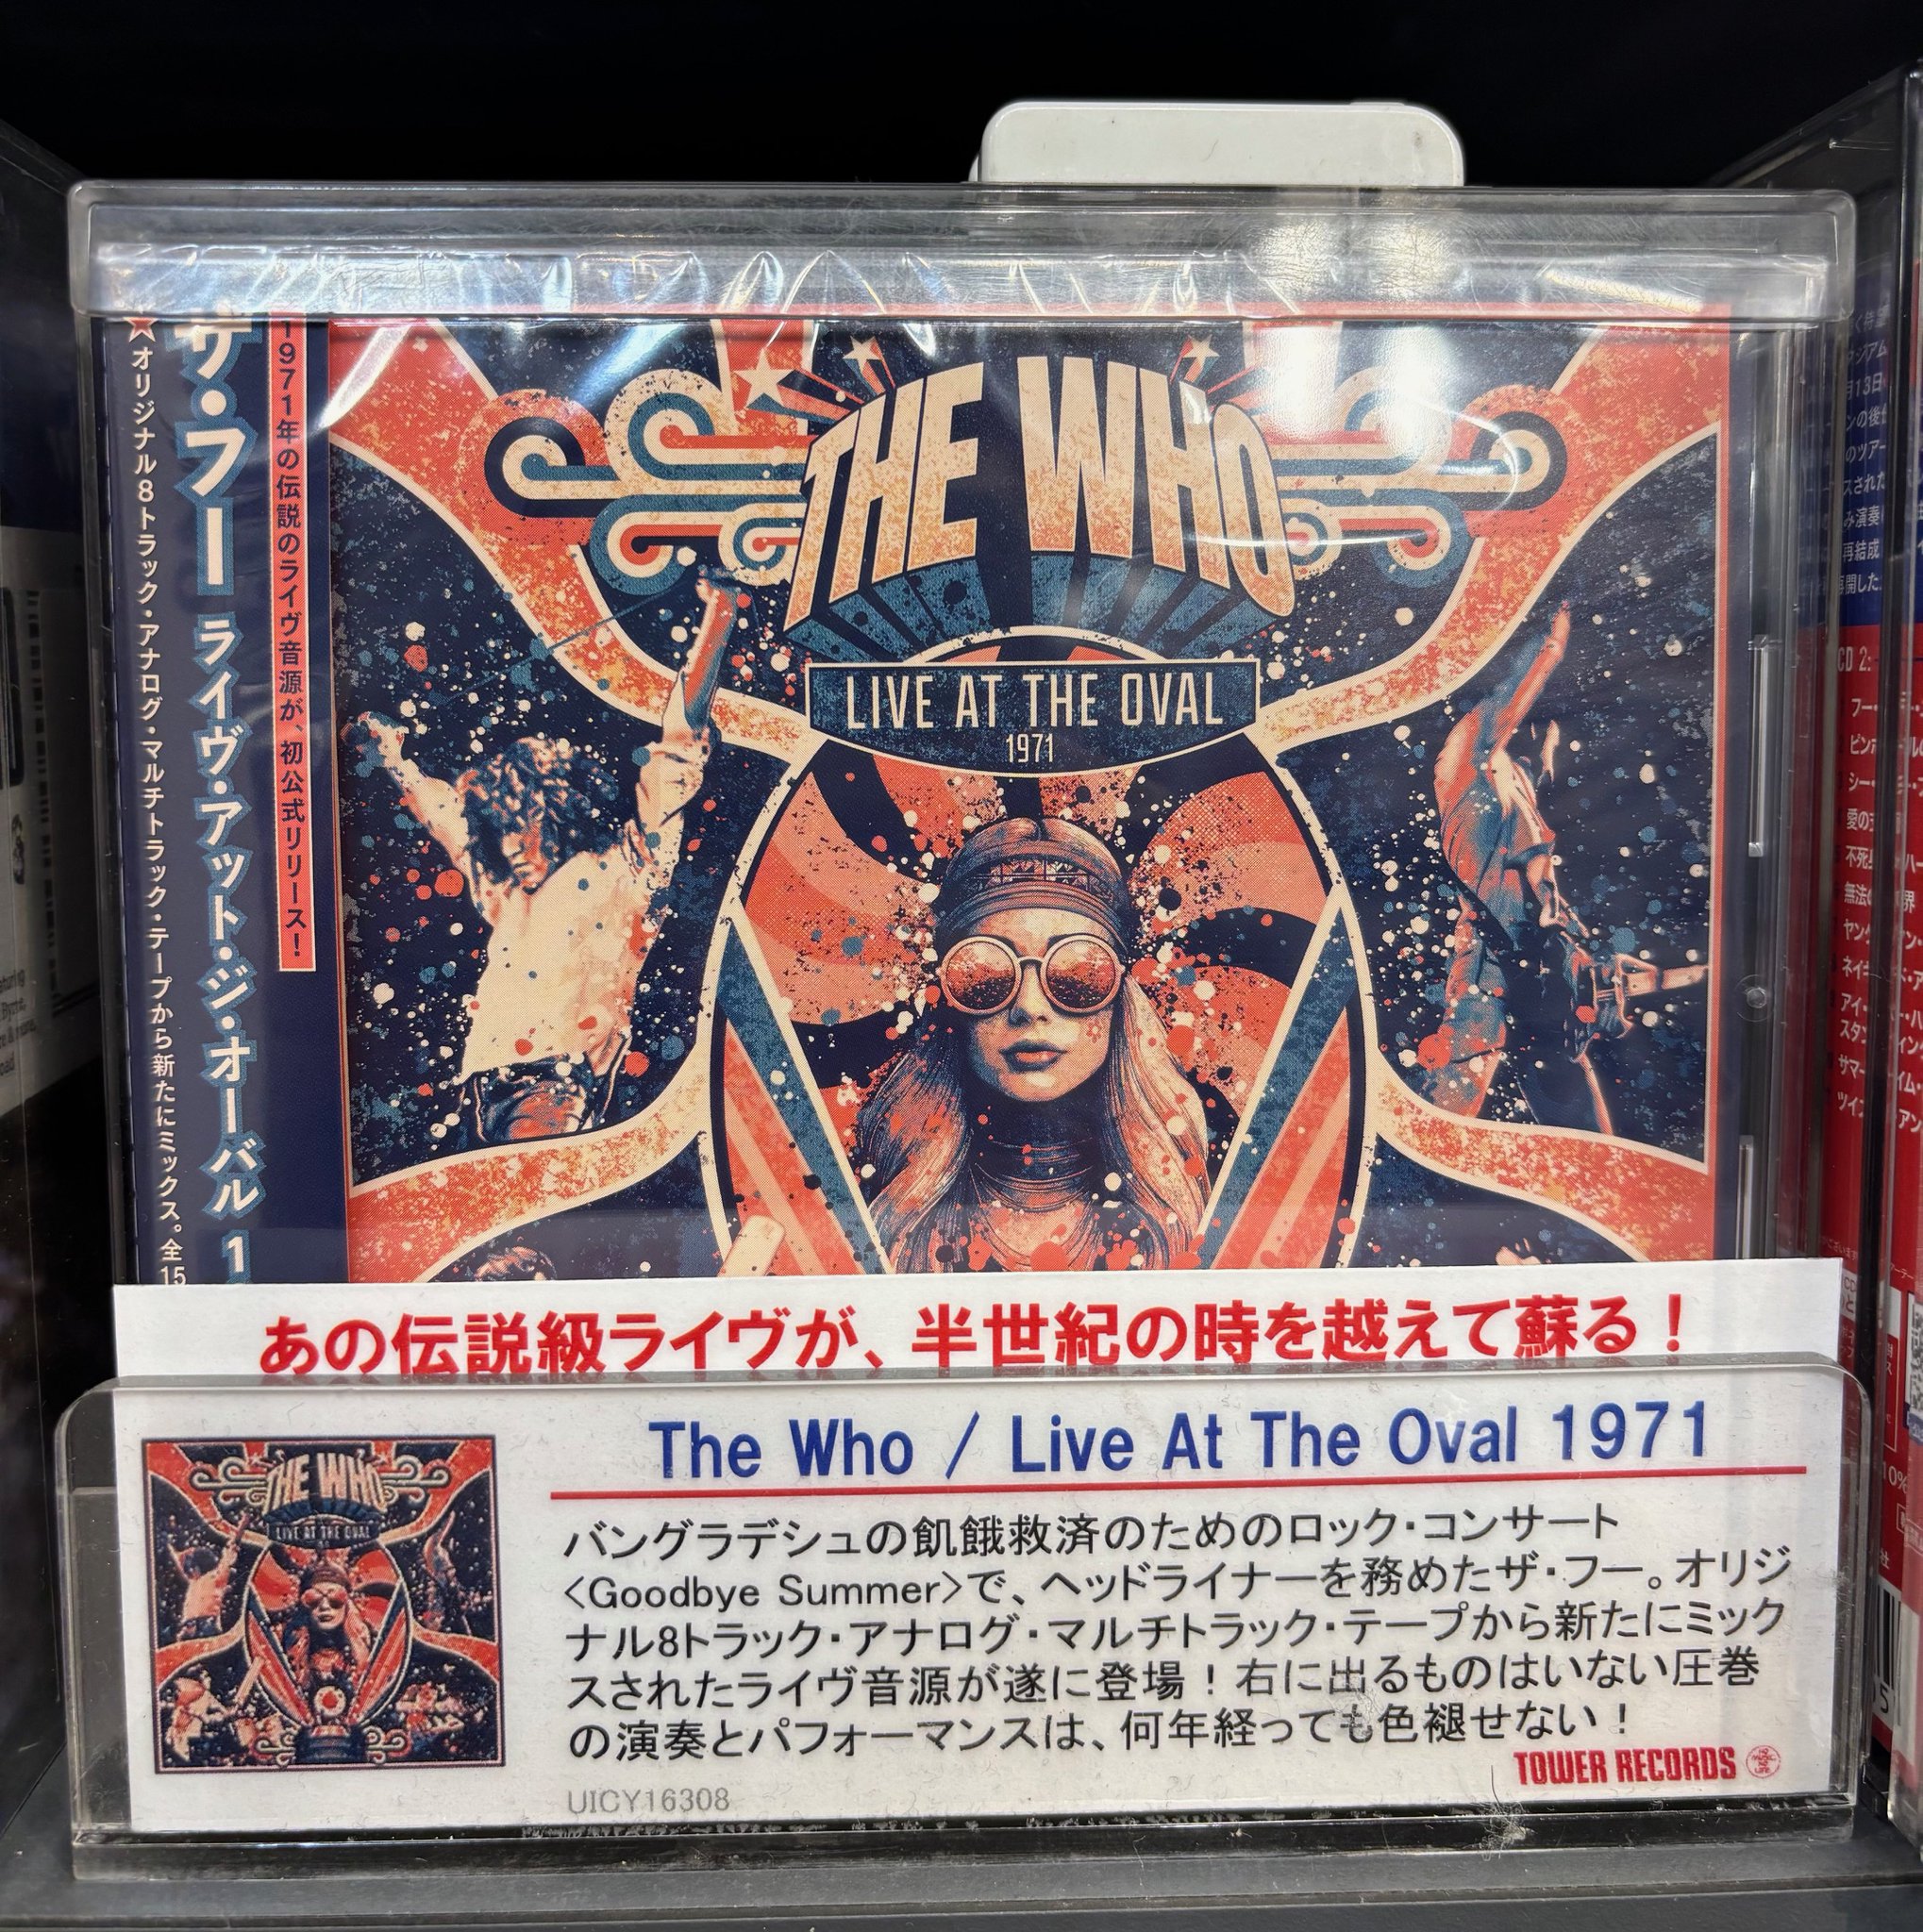 ★オリジナル8トラック・アナログ・マルチトラック・テープから新たにミックス。全15
ザ・フー ライヴ・アット・ジ・オーバル 1
1971年の伝説のライヴ音源が、初公式リリース!
THE WHO
LIVE AT THE OVAL
1971
CD 2:
あの伝説級ライヴが、半世紀の時を越えて蘇る!
THE WHO
LIVE AT THE OVAL
The Who / Live At The Oval 1971
バングラデシュの飢餓救済のためのロック・コンサート
<Goodbye Summer>で、ヘッドライナーを務めたザ・フー。オリジ
ナル8トラック・アナログ・マルチトラック・テープから新たにミック
スされたライヴ音源が遂に登場!右に出るものはいない圧巻
の演奏とパフォーマンスは、何年経っても色褪せない!
TOWER RECORDS
UICY16308